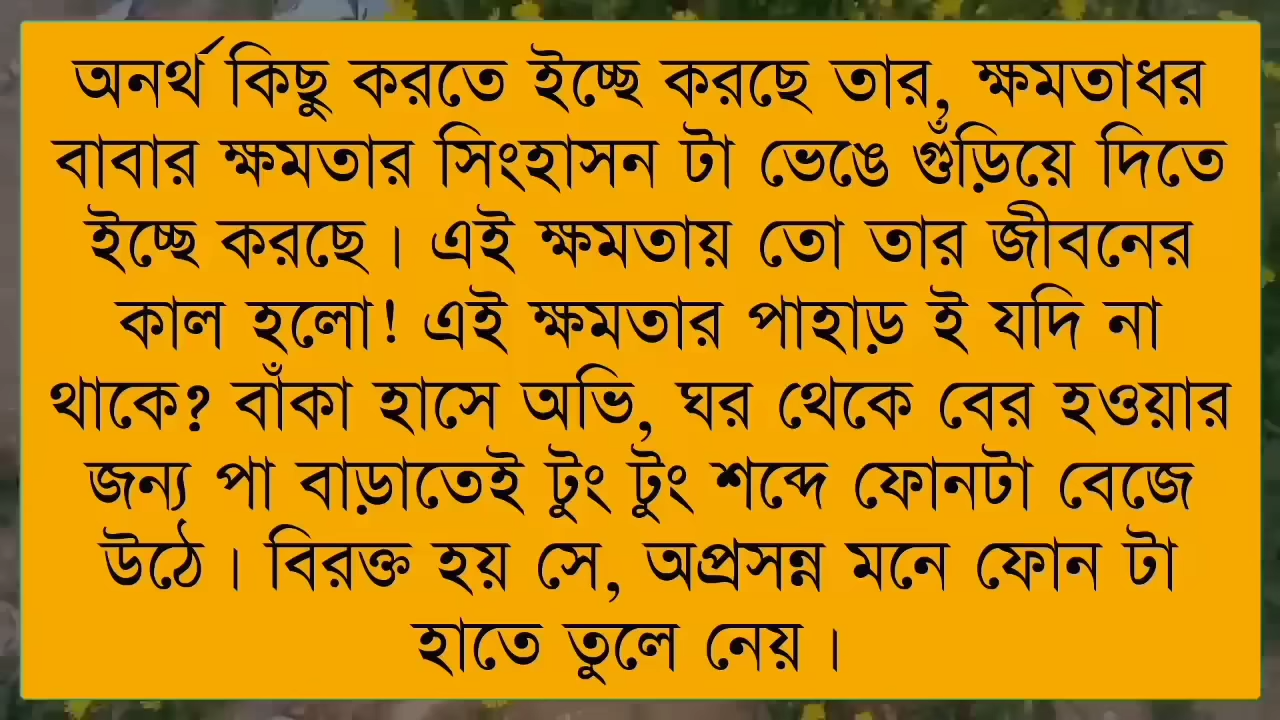 অনর্থ কিছু করতে ইচ্ছে করছে তার, ক্ষমতাধর
বাবার ক্ষমতার সিংহাসন টা ভেঙে গুঁড়িয়ে দিতে
ইচ্ছে করছে। এই ক্ষমতায় তো তার জীবনের
কাল হলো! এই ক্ষমতার পাহাড় ই যদি না
থাকে? বাঁকা হাসে অভি, ঘর থেকে বের হওয়ার
জন্য পা বাড়াতেই টুং টুং শব্দে ফোনটা বেজে
উঠে। বিরক্ত হয় সে, অপ্রসন্ন মনে ফোন টা
হাতে তুলে নেয়।